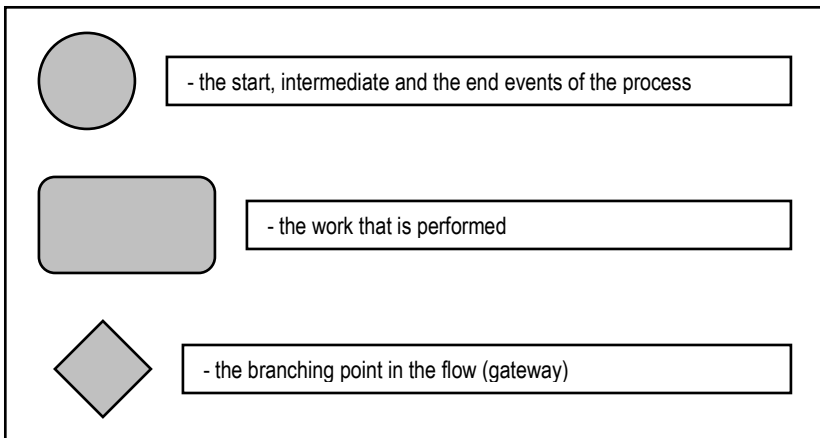 - the start, intermediate and the end events of the process
- the work that is performed
- the branching point in the flow (gateway)